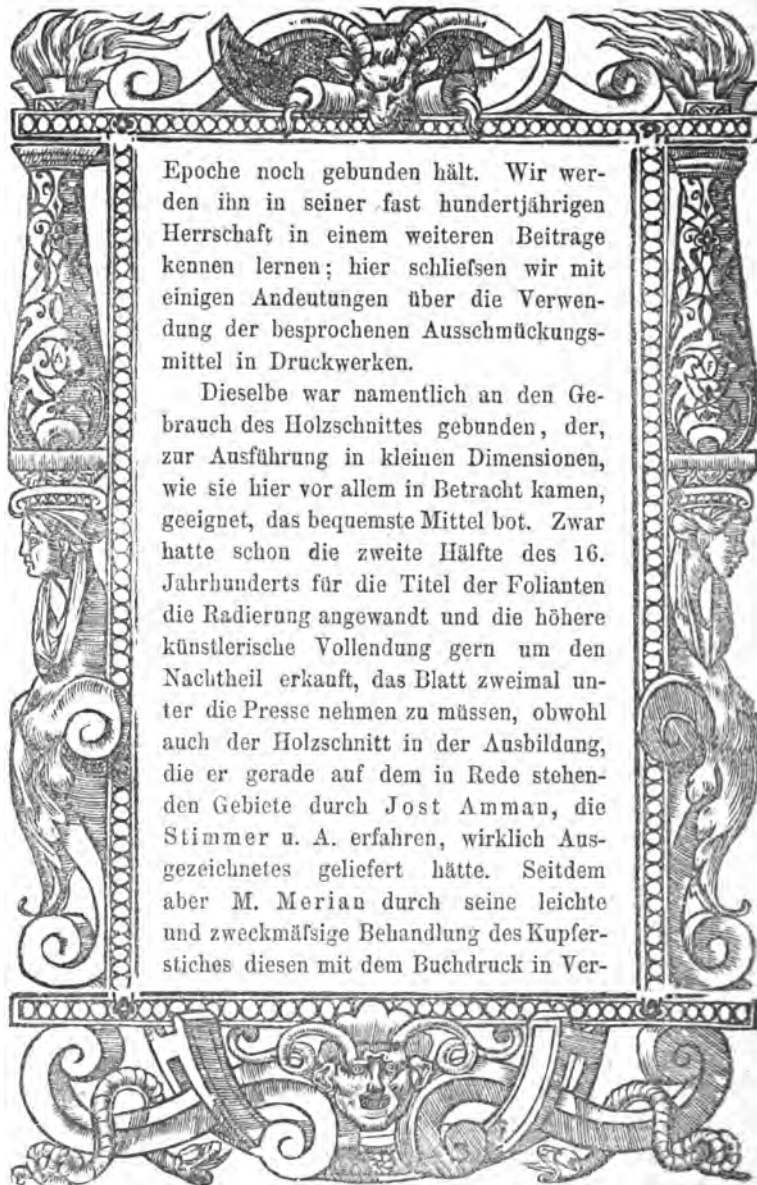 Epoche noch gebunden hält. Wir wer-
den ihn in seiner fast hundertjährigen
Herrschaft in einem weiteren Beitrage
kennen lernen; hier schließen wir mit
einigen Andeutungen über die Verwen-
dung der besprochenen Ausschmückungs-
mittel in Druckwerken.
Dieselbe war namentlich an den Ge-
brauch des Holzschnittes gebunden, der,
zur Ausführung in kleinen Dimensionen,
wie sie hier vor allem in Betracht kamen,
geeignet, das bequemste Mittel bot. Zwar
hatte schon die zweite Hälfte des 16.
Jahrhunderts für die Titel der Folianten
die Radierung angewandt und die höhere
künstlerische Vollendung gern um den
Nachtheil erkauft, das Blatt zweimal un-
ter die Presse nehmen zu müssen, obwohl
auch der Holzschnitt in der Ausbildung,
die er gerade auf dem in Rede stehen-
den Gebiete durch Jost Amman, die
Stimmer u. A. erfahren, wirklich Aus-
gezeichnetes geliefert hätte. Seitdem
aber M. Merian durch seine leichte
und zweckmäßige Behandlung des Kupfer-
stiches diesen mit dem Buchdruck in Ver-